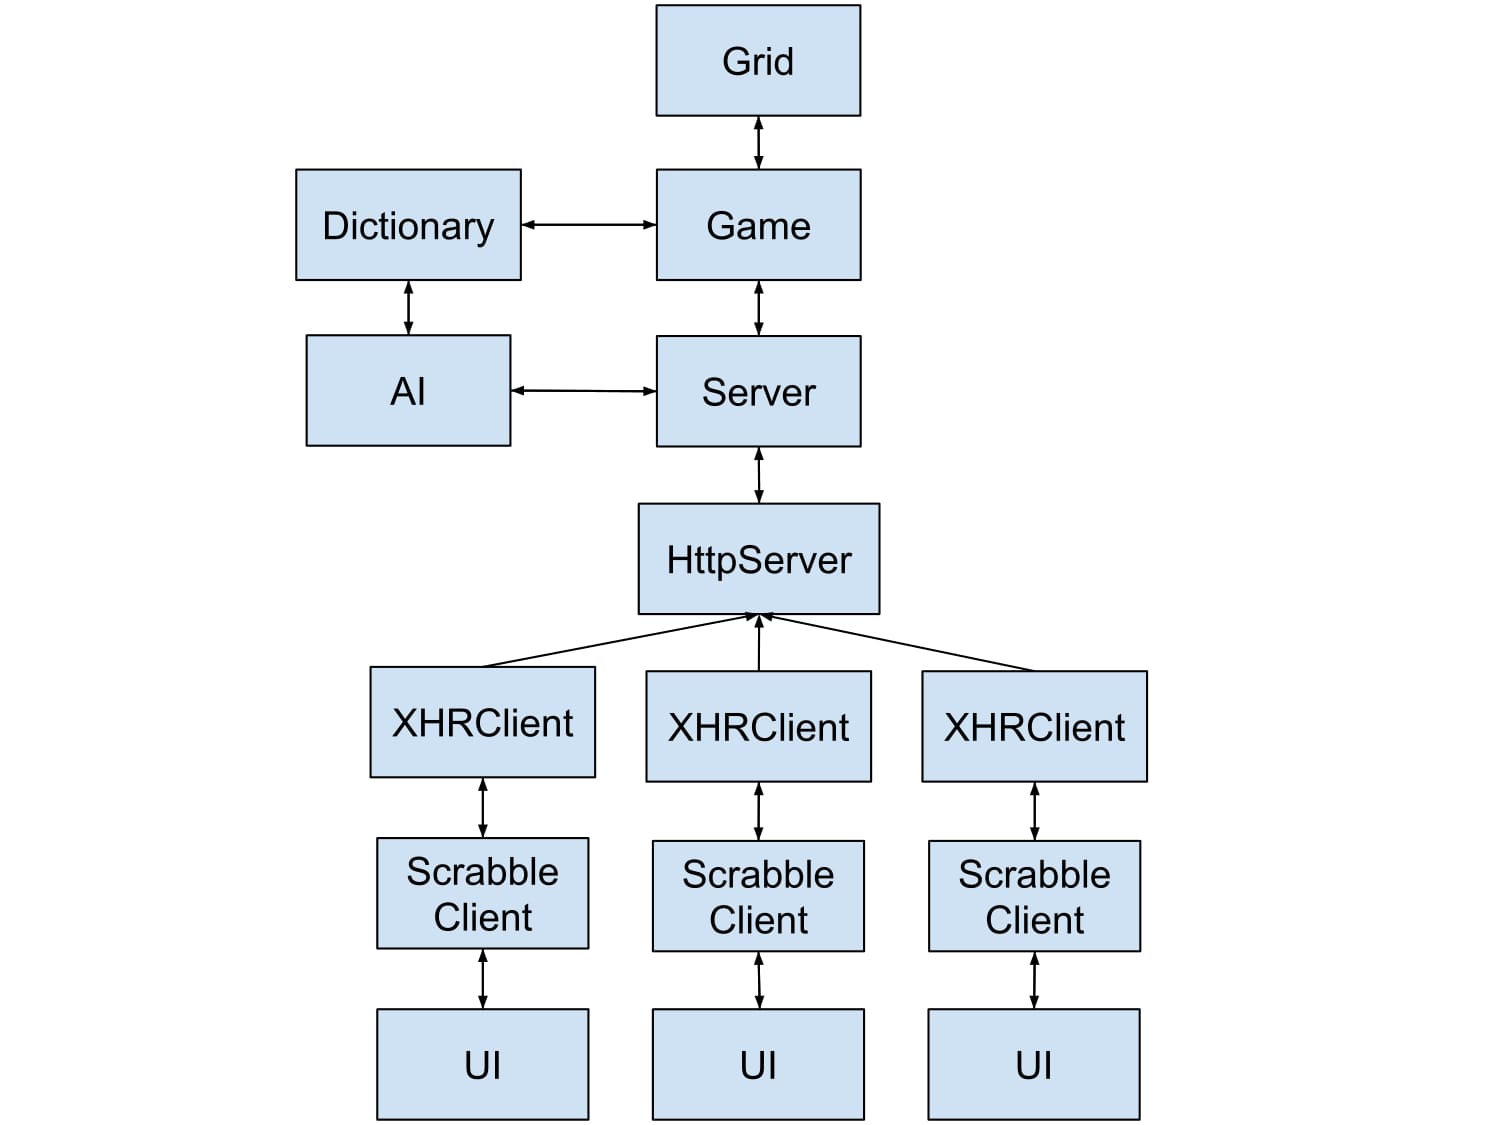 Grid
Dictionary
Game
AI
Server
HttpServer
XHRClient
XHRClient
XHRClient
Scrabble
Client
Scrabble
Client
Scrabble
Client
UI
UI
UI